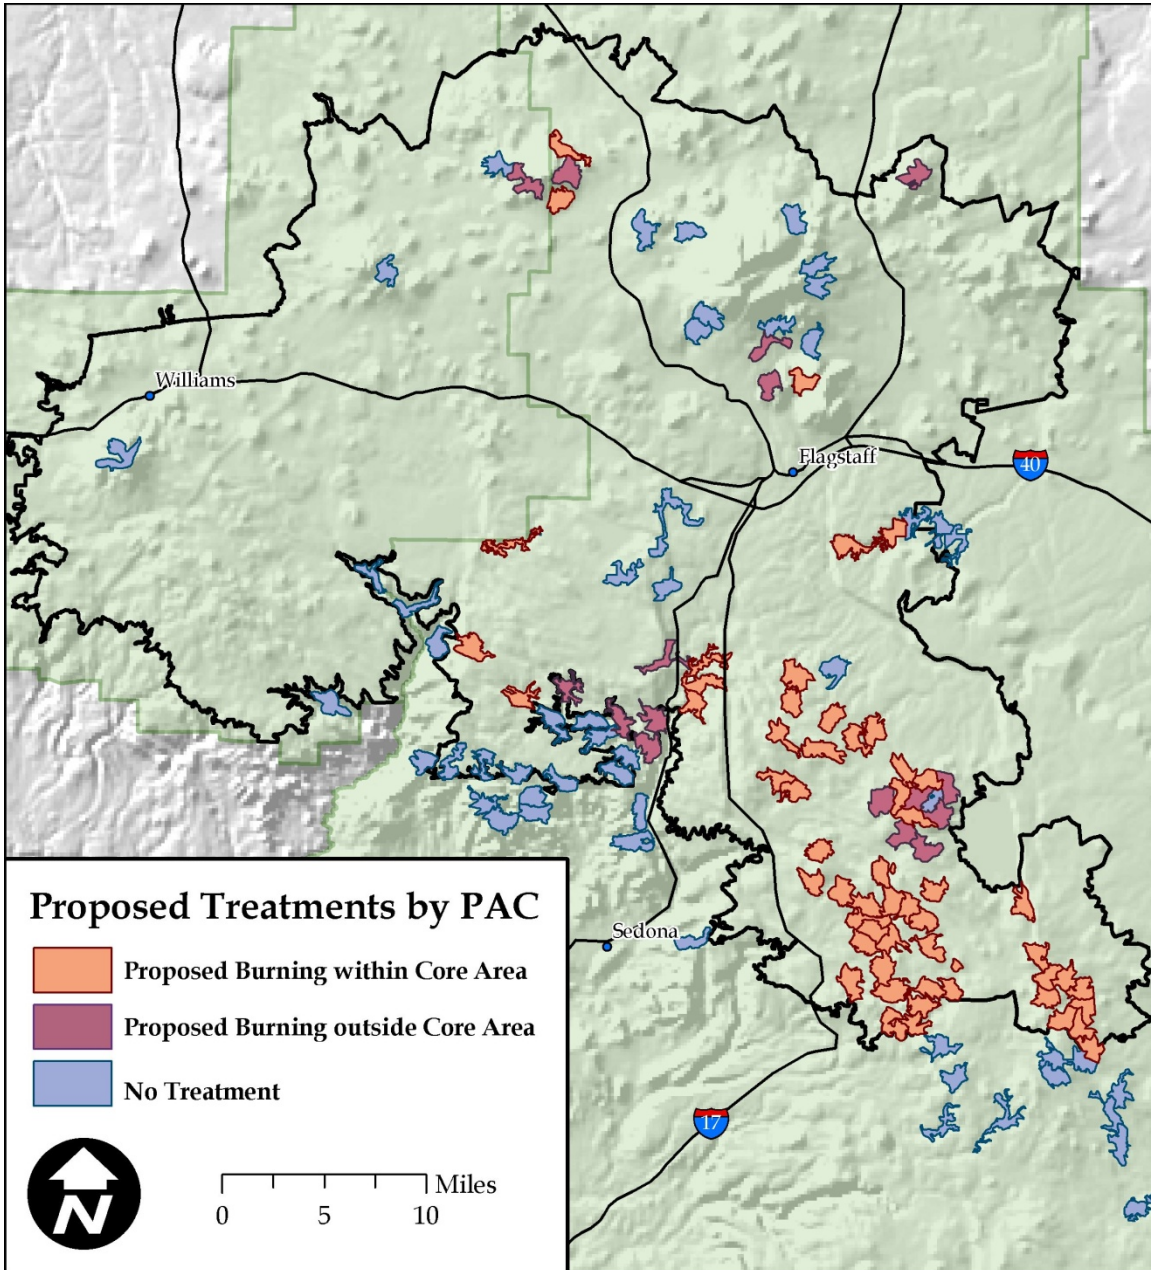 Williams
Flagstaff
40
Sedona
17
Proposed Treatments by PAC
Proposed Burning within Core Area
Proposed Burning outside Core Area
No Treatment
N
Miles
0 5 10